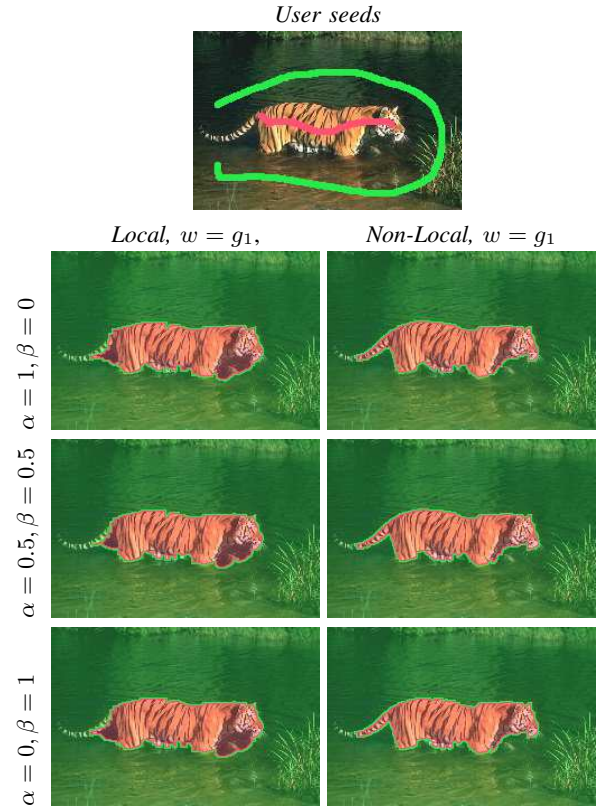 User seeds
Local, w = g₁,
Non-Local, w = g₁
α = 1, β = 0
α = 0.5, β = 0.5
α = 0, β = 1